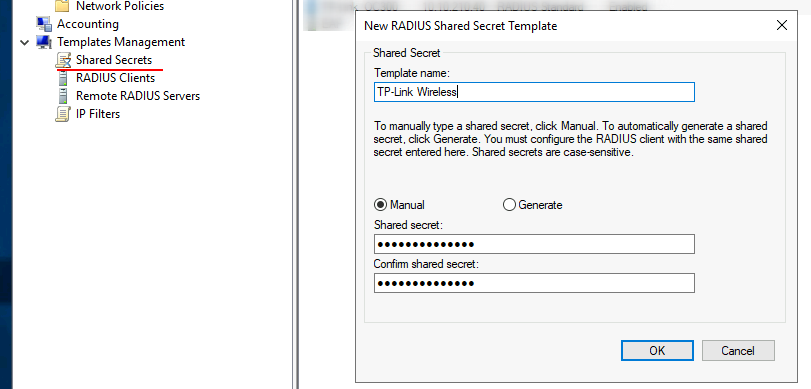 Network Policies
Accounting
Templates Management
Shared Secrets
RADIUS Clients
Remote RADIUS Servers
IP Filters
New RADIUS Shared Secret Template
Shared Secret
Template name:
TP-Link Wireless
To manually type a shared secret, click Manual. To automatically generate a shared
secret, click Generate. You must configure the RADIUS client with the same shared
secret entered here. Shared secrets are case-sensitive.
Manual Generate
Shared secret:
●●●●●●●●●●●●●●
Confirm shared secret:
●●●●●●●●●●●●●●
OK Cancel